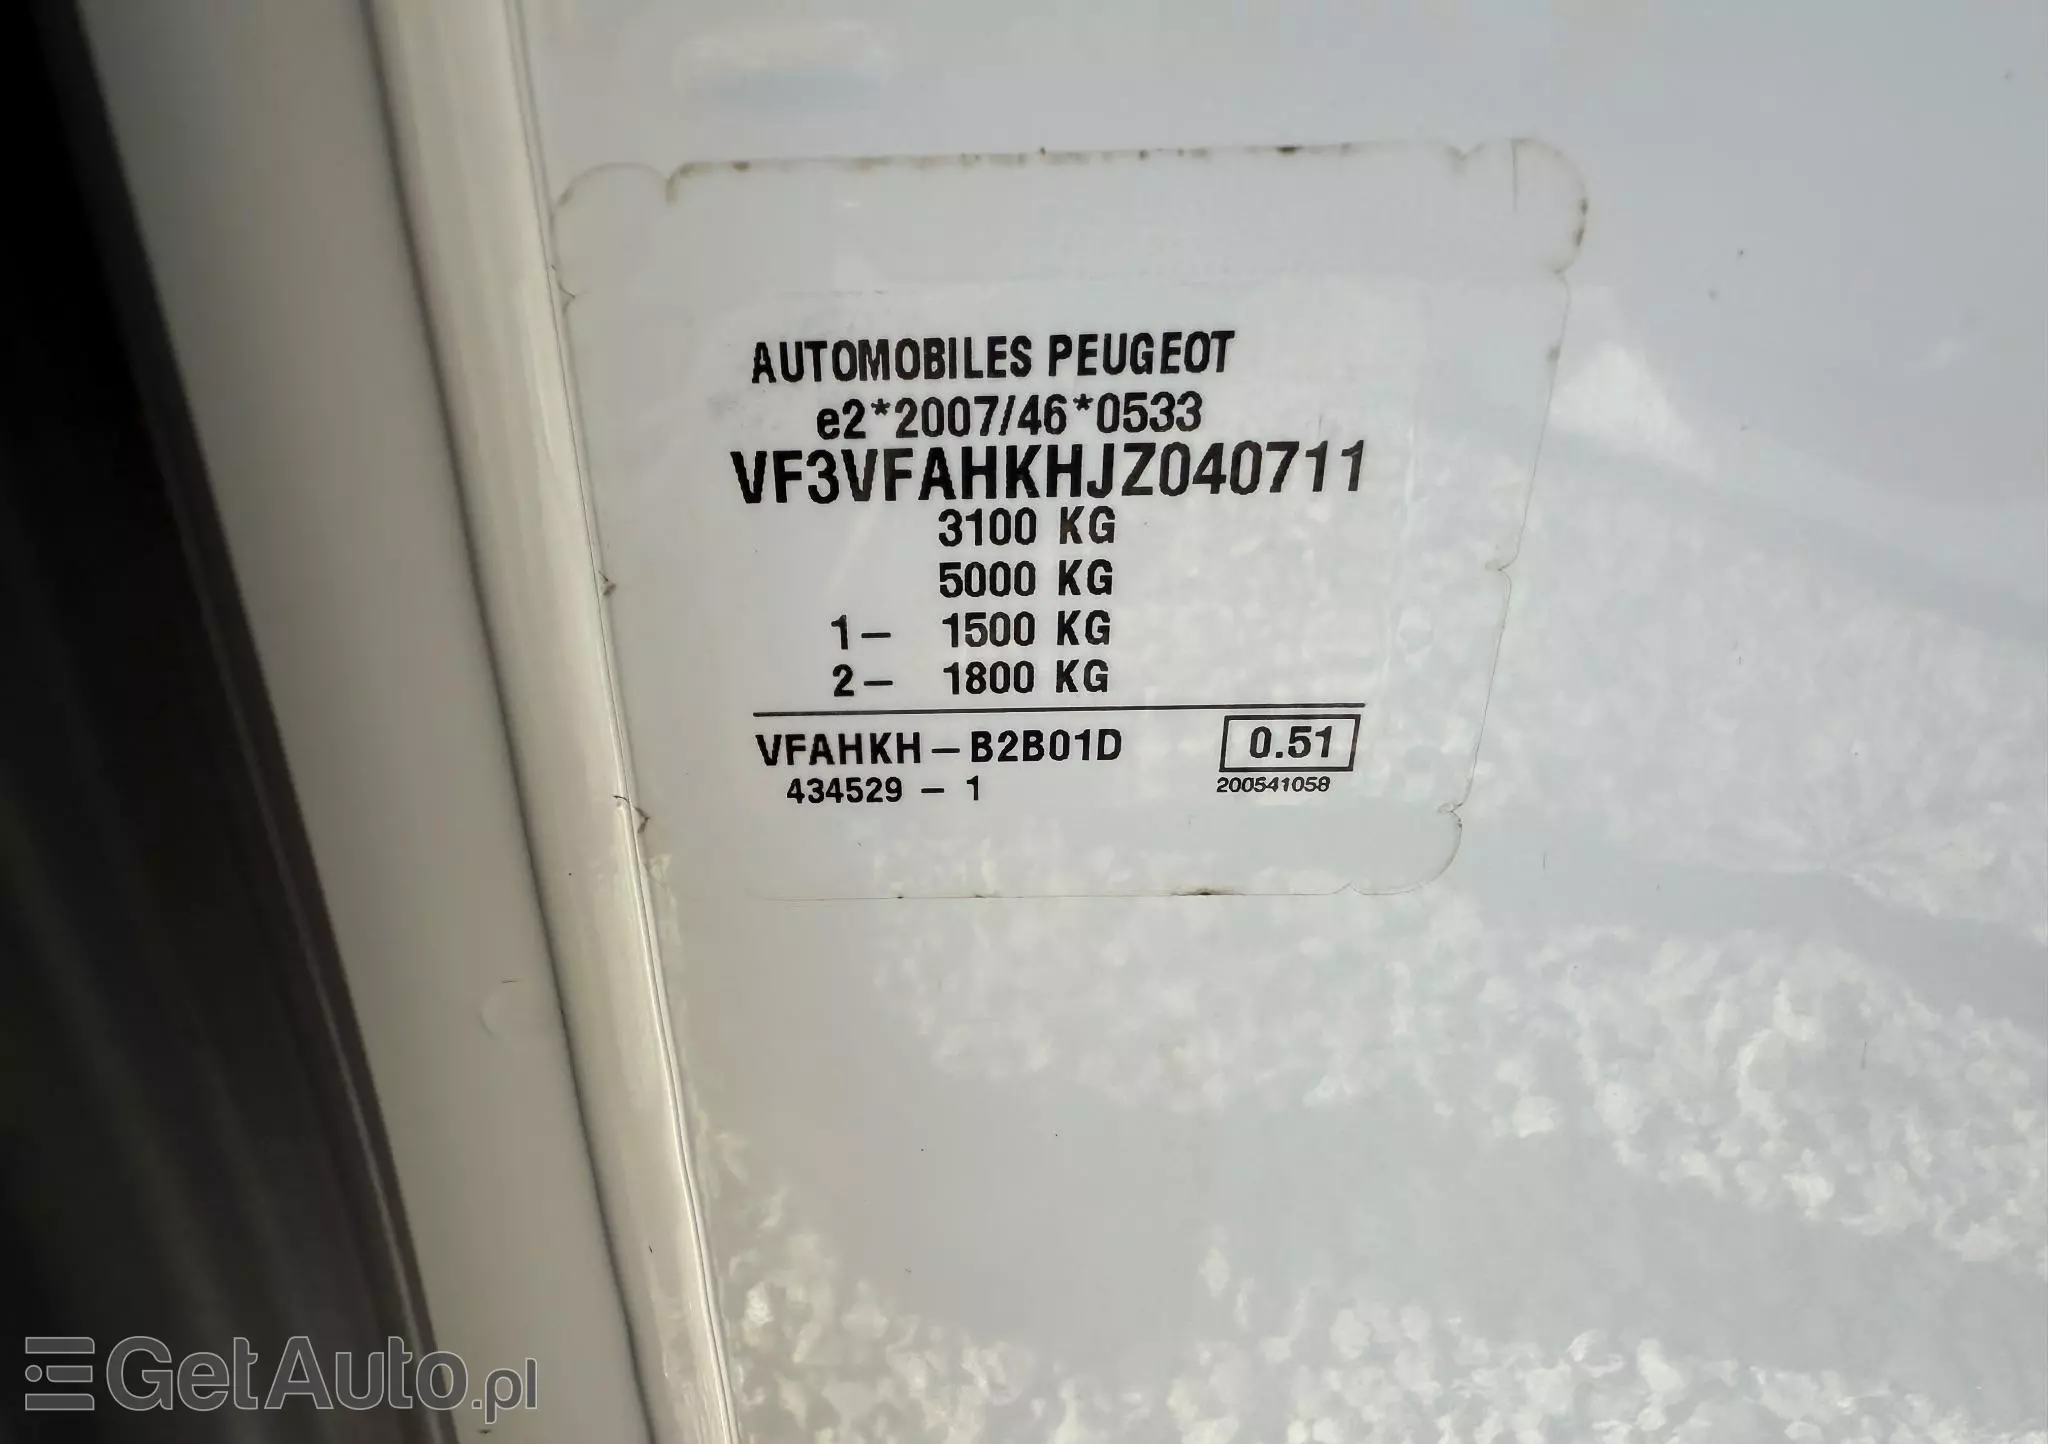 AUTOMOBILES PEUGEOT
e2*2007/46*0533
VF3VFAHKHJZ040711
3100 KG
5000 KG
1- 1500 KG
2- 1800 KG
VFAHKH-B2B01D 0.51
434529-1 200541058
GetAuto.pl